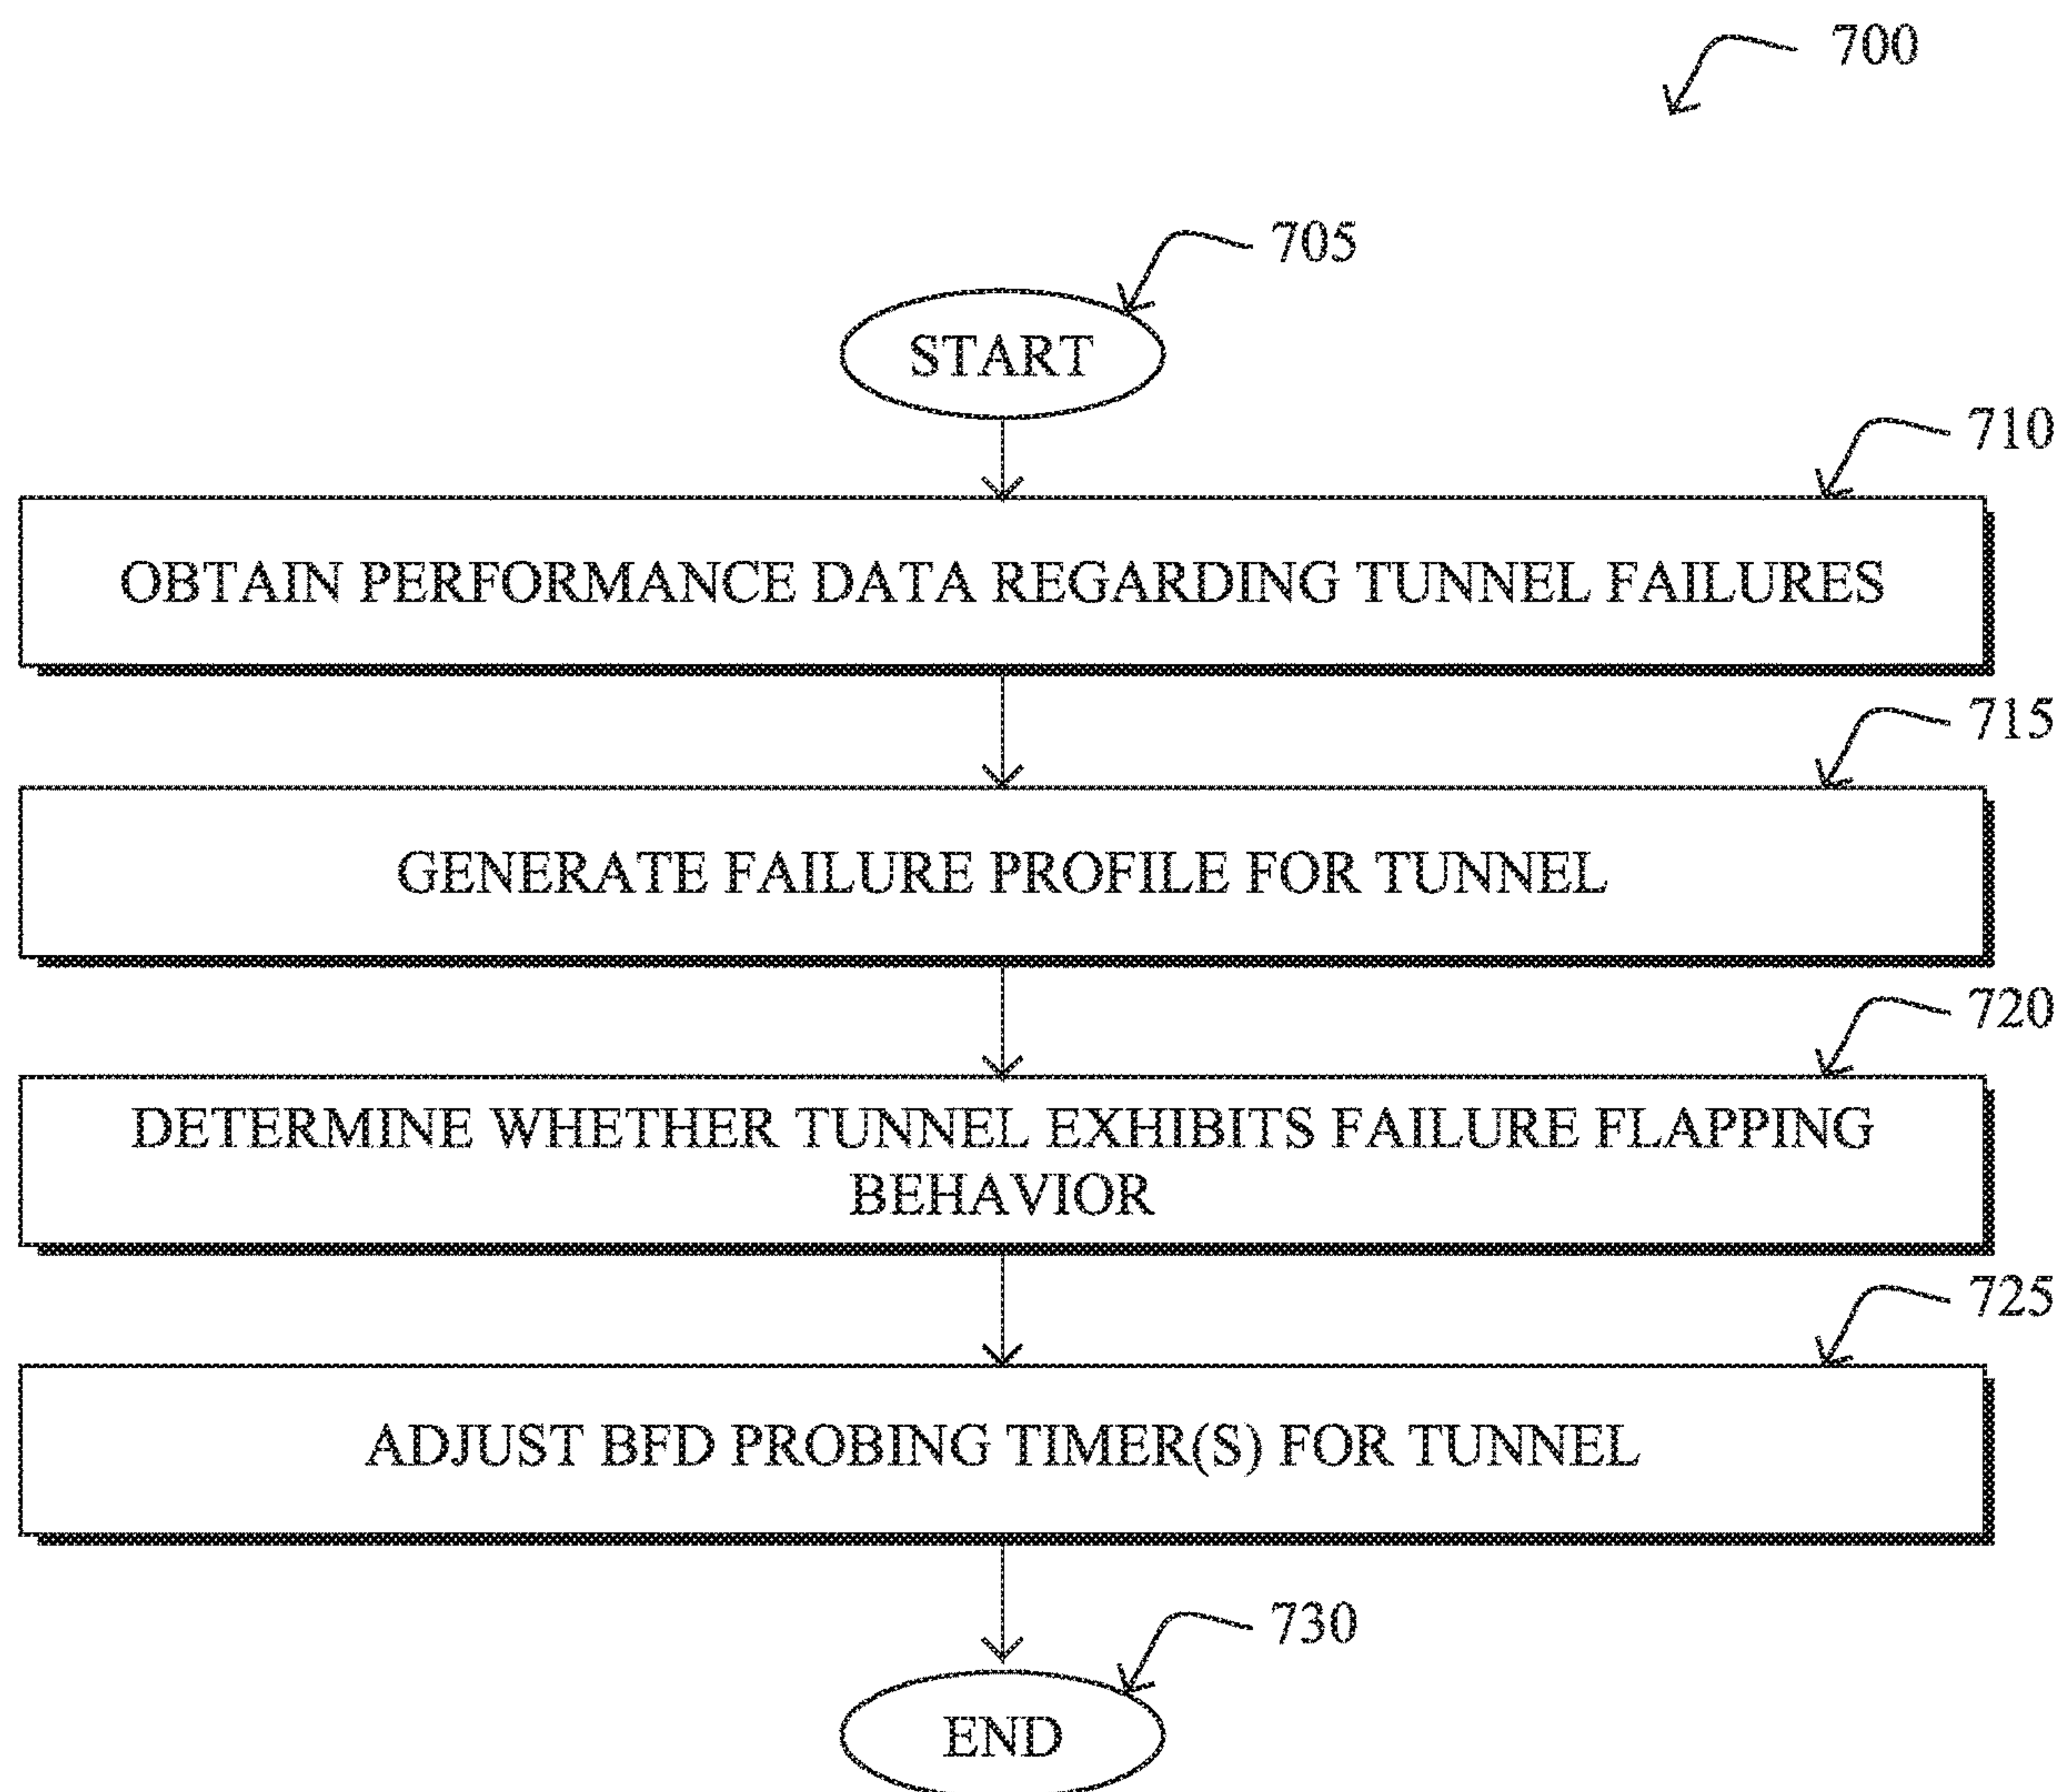 700
705
START
710
OBTAIN PERFORMANCE DATA REGARDING TUNNEL FAILURES
715
GENERATE FAILURE PROFILE FOR TUNNEL
720
DETERMINE WHETHER TUNNEL EXHIBITS FAILURE FLAPPING
BEHAVIOR
725
ADJUST BFD PROBING TIMER(S) FOR TUNNEL
730
END